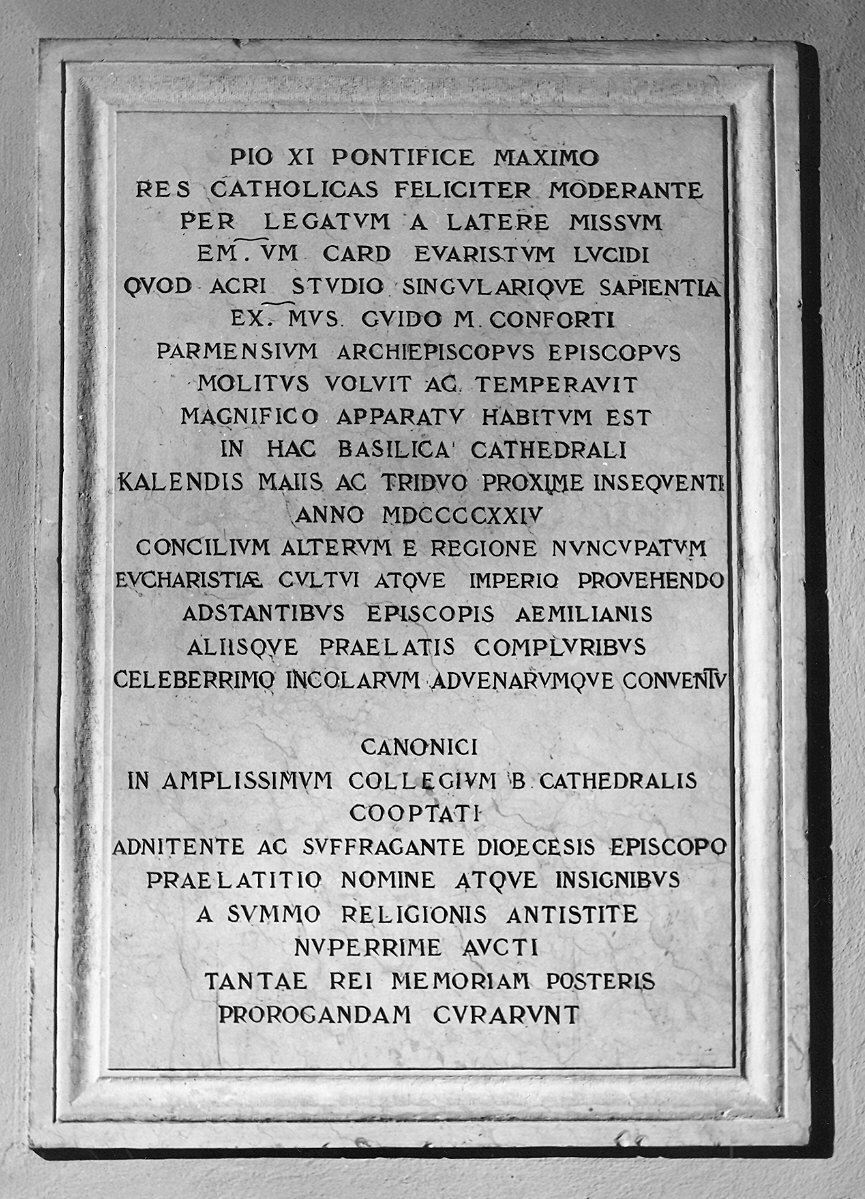 PIO XI PONTIFICE MAXIMO
RES CATHOLICAS FELICITER MODERANTE
PER LEGATVM A LATERE MISSVM
EM.VM CARD EVARISTVM LVCIDI
QVOD ACRI STVDIO SINGVLARIQVE SAPIENTIA
EX.MVS. GVIDO M. CONFORTI
PARMENSIVM ARCHIEPISCOPVS EPISCOPVS
MOLITVS VOLVIT AC TEMPERAVIT
MAGNIFICO APPARATV HABITVM EST
IN HAC BASILICA CATHEDRALI
KALENDIS MAIIS AC TRIDVO PROXIME INSEQVENTI
ANNO MDCCCCXXIV
CONCILIVM ALTERVM E REGIONE NVNCVPATVM
EVCHARISTIÆ CVLTVI ATQVE IMPERIO PROVEHENDO
ADSTANTIBVS EPISCOPIS AEMILIANIS
ALIISQVE PRAELATIS COMPLVRIBVS
CELEBERRIMO INCOLARVM ADVENARVMQVE CONVENTV
CANONICI
IN AMPLISSIMVM COLLEGIVM B. CATHEDRALIS
COOPTATI
ADNITENTE AC SVFFRAGANTE DIOECESIS EPISCOPO
PRAELATITIO NOMINE ATQVE INSIGNIBVS
A SVMMO RELIGIONIS ANTISTITE
NVPERRIME AVCTI
TANTAE REI MEMORIAM POSTERIS
PROROGANDAM CVRARVNT